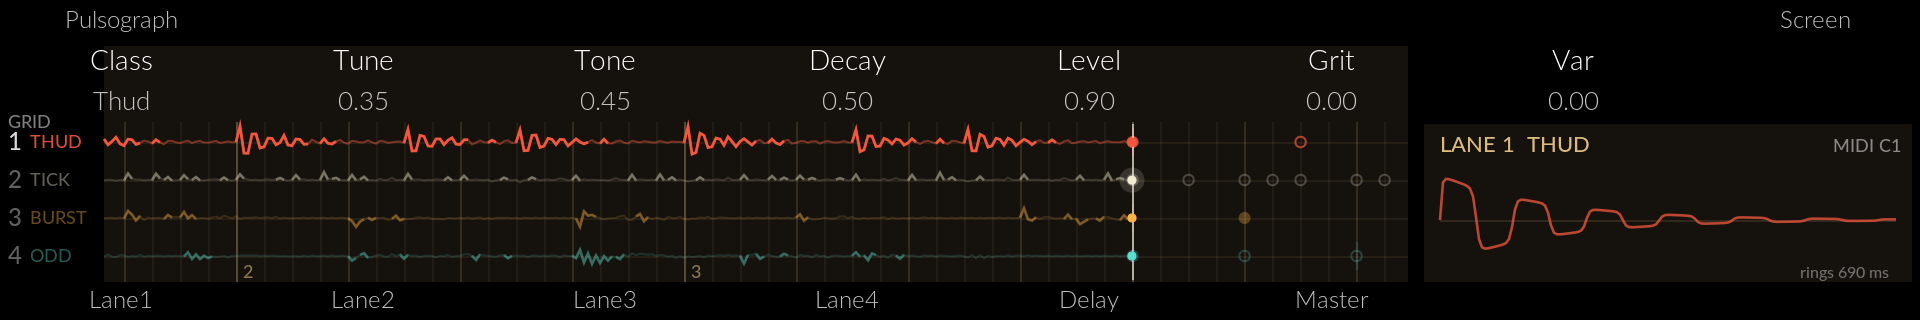 Pulsograph Screen
Class Tune Tone Decay Level Grit Var
Thud 0.35 0.45 0.50 0.90 0.00 0.00
GRID
1 THUD
2 TICK
3 BURST
4 ODD
2 3
LANE 1 THUD MIDI C1
rings 690 ms
Lane1 Lane2 Lane3 Lane4 Delay Master